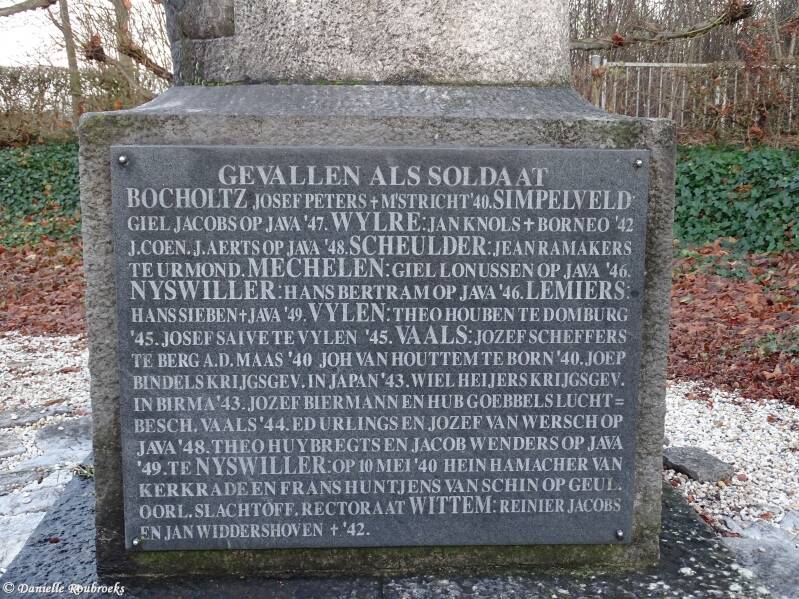 GEVALLEN ALS SOLDAAT
BOCHOLTZ JOSEF PETERS + M'STRICHT '40. SIMPELVELD
GIEL JACOBS OP JAVA '47. WYLRE: JAN KNOLS + BORNEO '42
J. COEN. J. AERTS OP JAVA '48. SCHEULDER: JEAN RAMAKERS
TE URMOND. MECHELEN: GIEL LONUSSEN OP JAVA '46.
NYSWILLER: HANS BERTRAM OP JAVA '46. LEMIERS:
HANS SIEBEN + JAVA '49. VYLEN: THEO HOUBEN TE DOMBURG
'45. JOSEF SAIVE TE VYLEN '45. VAALS: JOZEF SCHEFFERS
TE BERG A.D. MAAS '40 JOH VAN HOUTTEM TE BORN '40. JOEP
BINDELS KRIJGSGEV. IN JAPAN '43. WIEL HEIJERS KRIJGSGEV.
IN BIRMA '43. JOZEF BIERMANN EN HUB GOEBBELS LUCHT=
BESCH. VAALS '44. ED URLINGS EN JOZEF VAN WERSCH OP
JAVA '48. THEO HUYBREGTS EN JACOB WENDERS OP JAVA
'49. TE NYSWILLER: OP 10 MEI '40 HEIN HAMACHER VAN
KERKRADE EN FRANS HUNTJENS VAN SCHIN OP GEUL.
OORL. SLACHTOFF. RECTORAAT WITTEM: REINIER JACOBS
EN JAN WIDDERSHOVEN + '42.
© Danielle Roubroeks